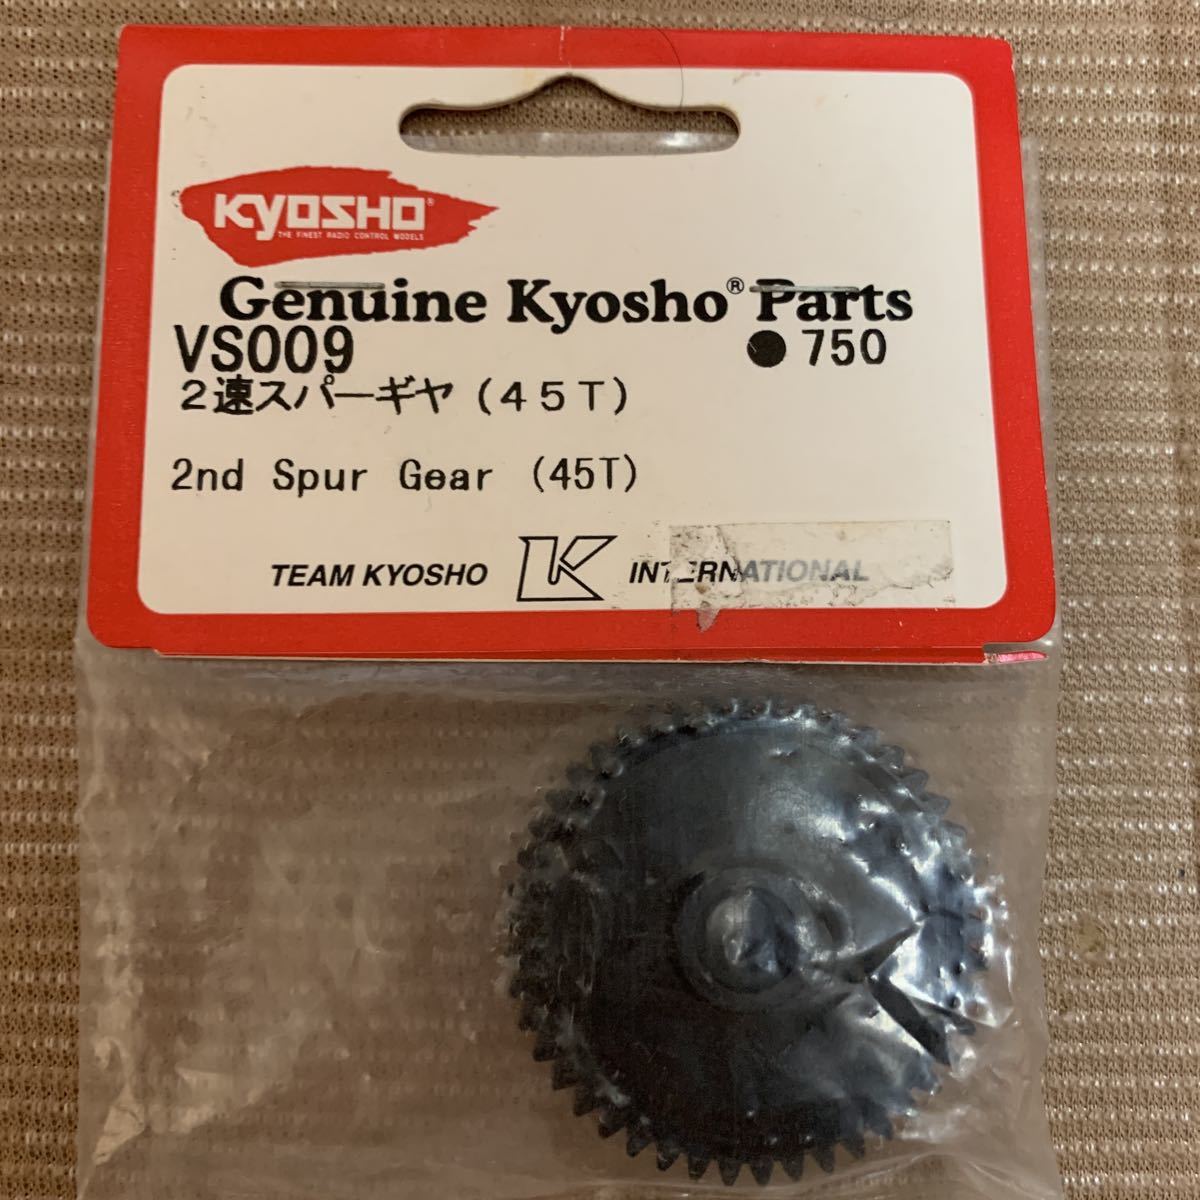 KYOSHO®
THE FINEST RADIO CONTROL MODELS
Genuine Kyosho® Parts
VS009 ●750
2速スパーギヤ(45T)
2nd Spur Gear (45T)
TEAM KYOSHO K INTERNATIONAL